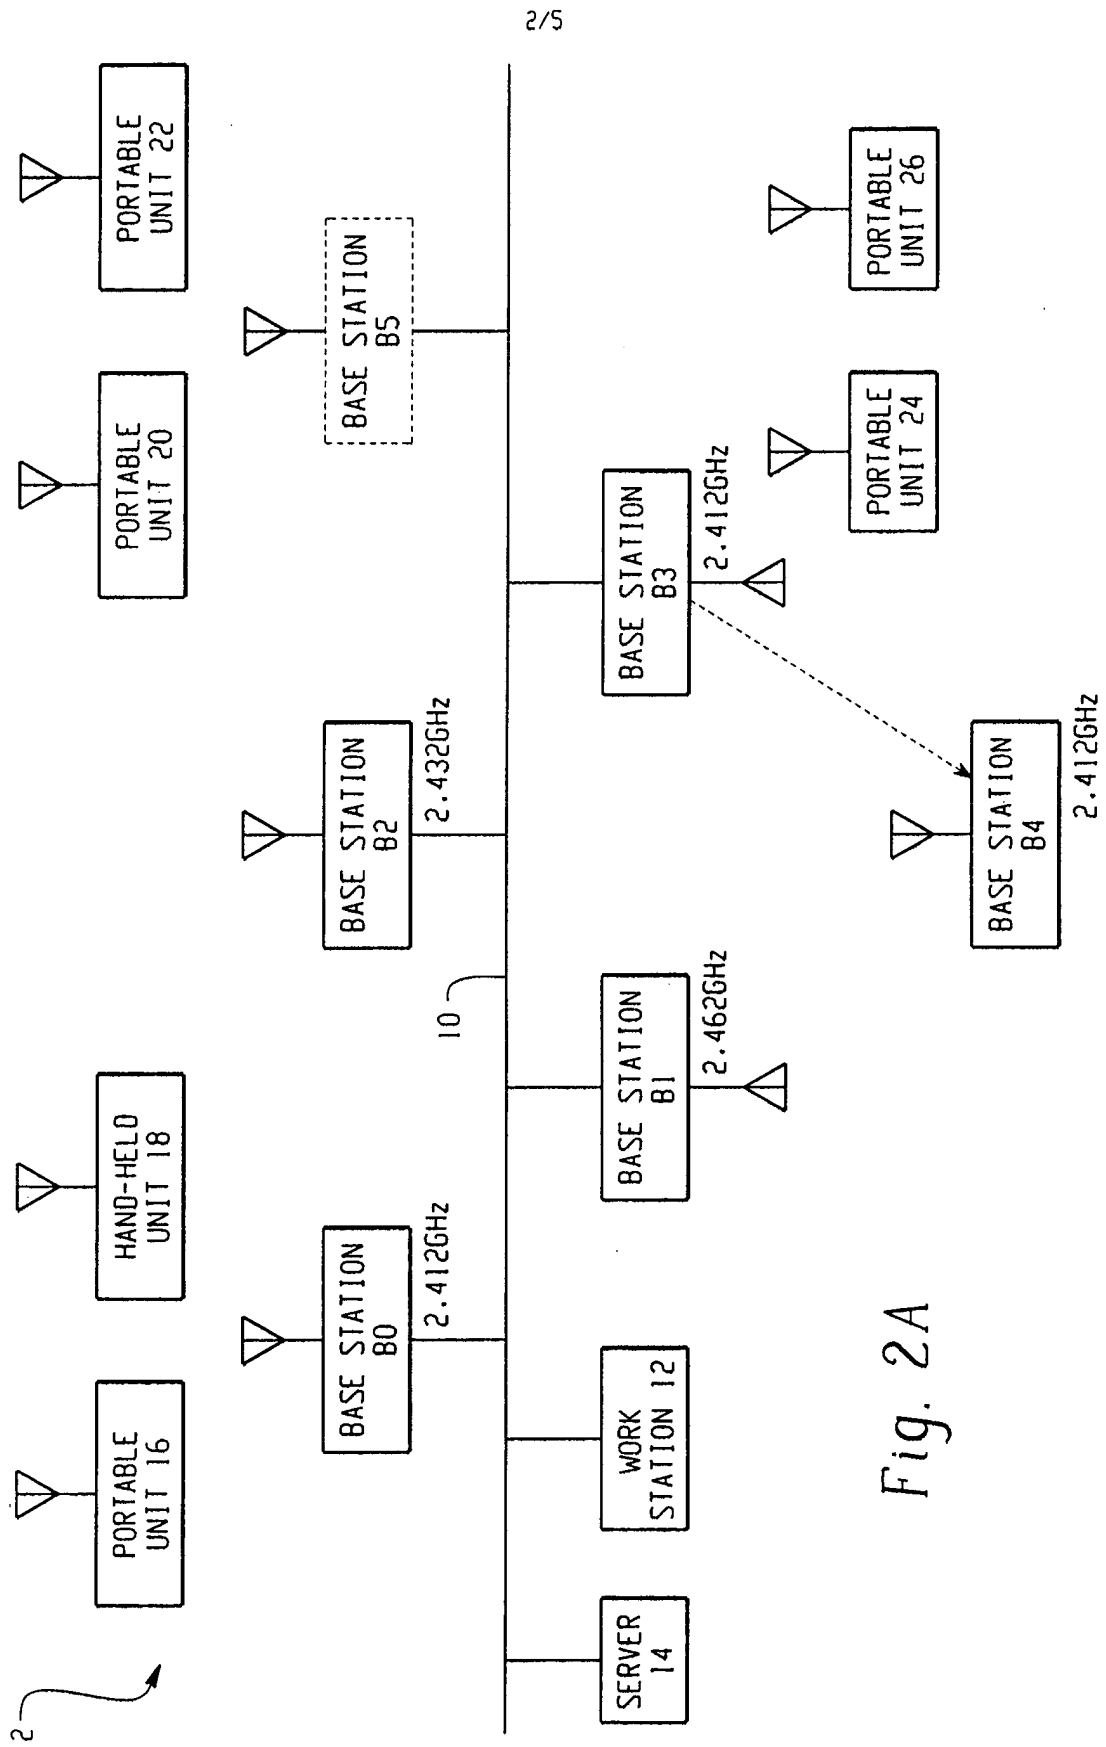 2/5
2
PORTABLE
UNIT 16
HAND-HELD
UNIT 18
PORTABLE
UNIT 20
PORTABLE
UNIT 22
BASE STATION
B0
2.412GHz
BASE STATION
B2
2.432GHz
BASE STATION
B5
10
SERVER
14
WORK
STATION 12
BASE STATION
B1
2.462GHz
BASE STATION
B3
2.412GHz
PORTABLE
UNIT 24
PORTABLE
UNIT 26
BASE STATION
B4
2.412GHz
Fig. 2A